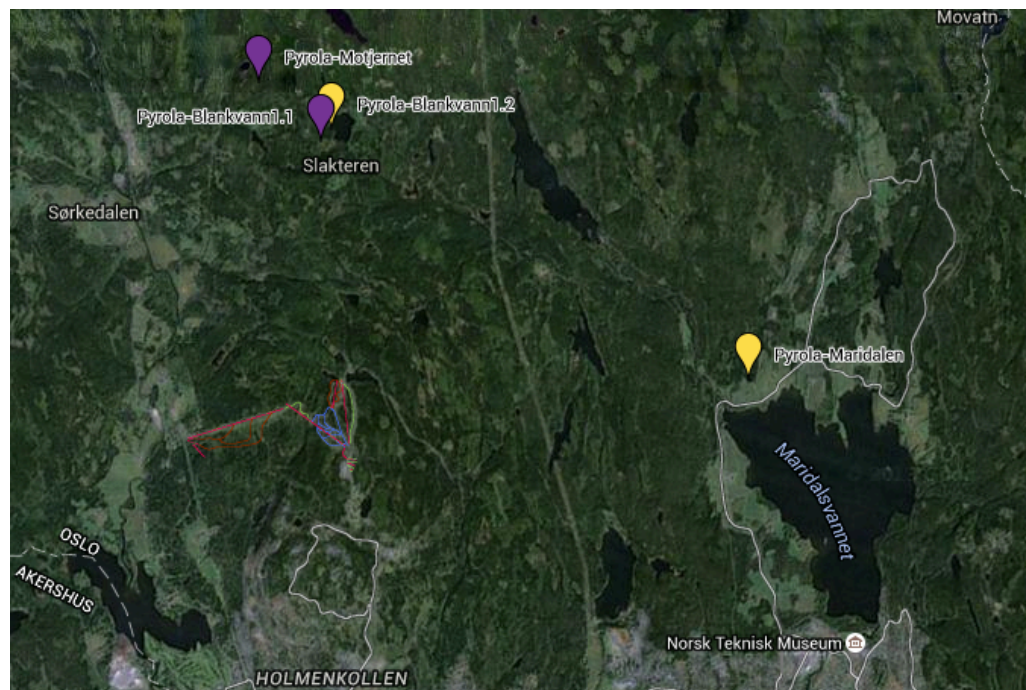 Movatn
Pyrola-Motjernet
Pyrola-Blankvann1.2
Pyrola-Blankvann1.1
Slakteren
Sørkedalen
Pyrola-Maridalen
Maridalsvannet
OSLO
AKERSHUS
Norsk Teknisk Museum
HOLMENKOLLEN